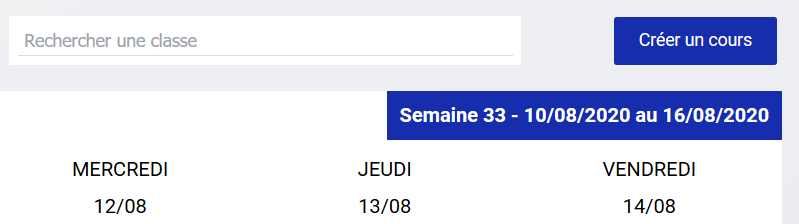 Rechercher une classe
Créer un cours
Semaine 33 - 10/08/2020 au 16/08/2020
MERCREDI JEUDI VENDREDI
12/08 13/08 14/08